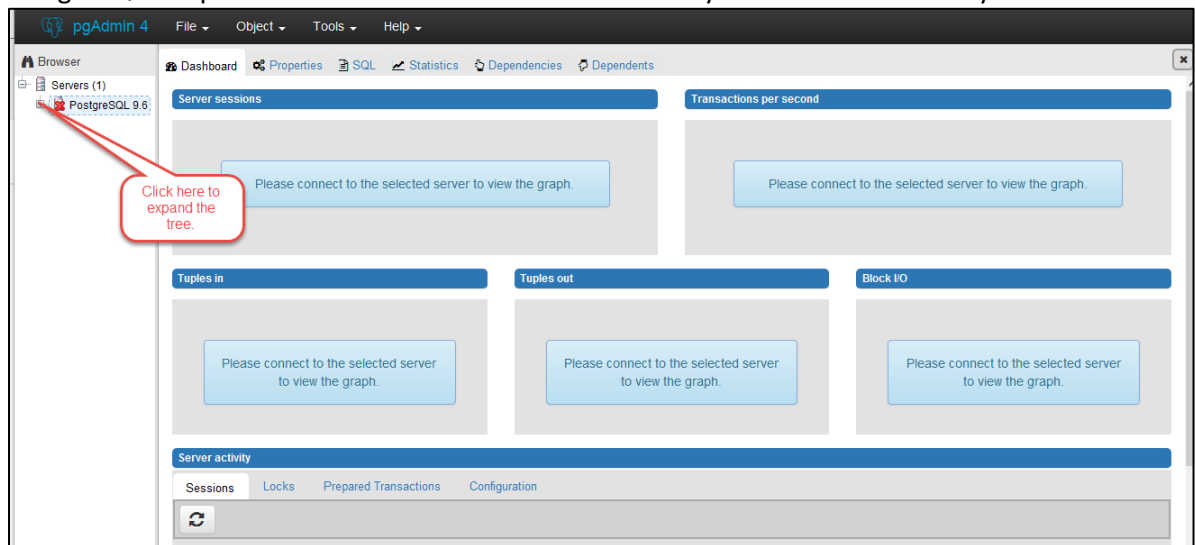 pgAdmin 4 File Object Tools Help
Browser
Dashboard Properties SQL Statistics Dependencies Dependents
Servers (1)
PostgreSQL 9.6
Server sessions Transactions per second
Please connect to the selected server to view the graph. Please connect to the selected server to view the graph.
Click here to
expand the
tree.
Tuples in Tuples out Block I/O
Please connect to the selected server
to view the graph.
Please connect to the selected server
to view the graph.
Please connect to the selected server
to view the graph.
Server activity
Sessions Locks Prepared Transactions Configuration